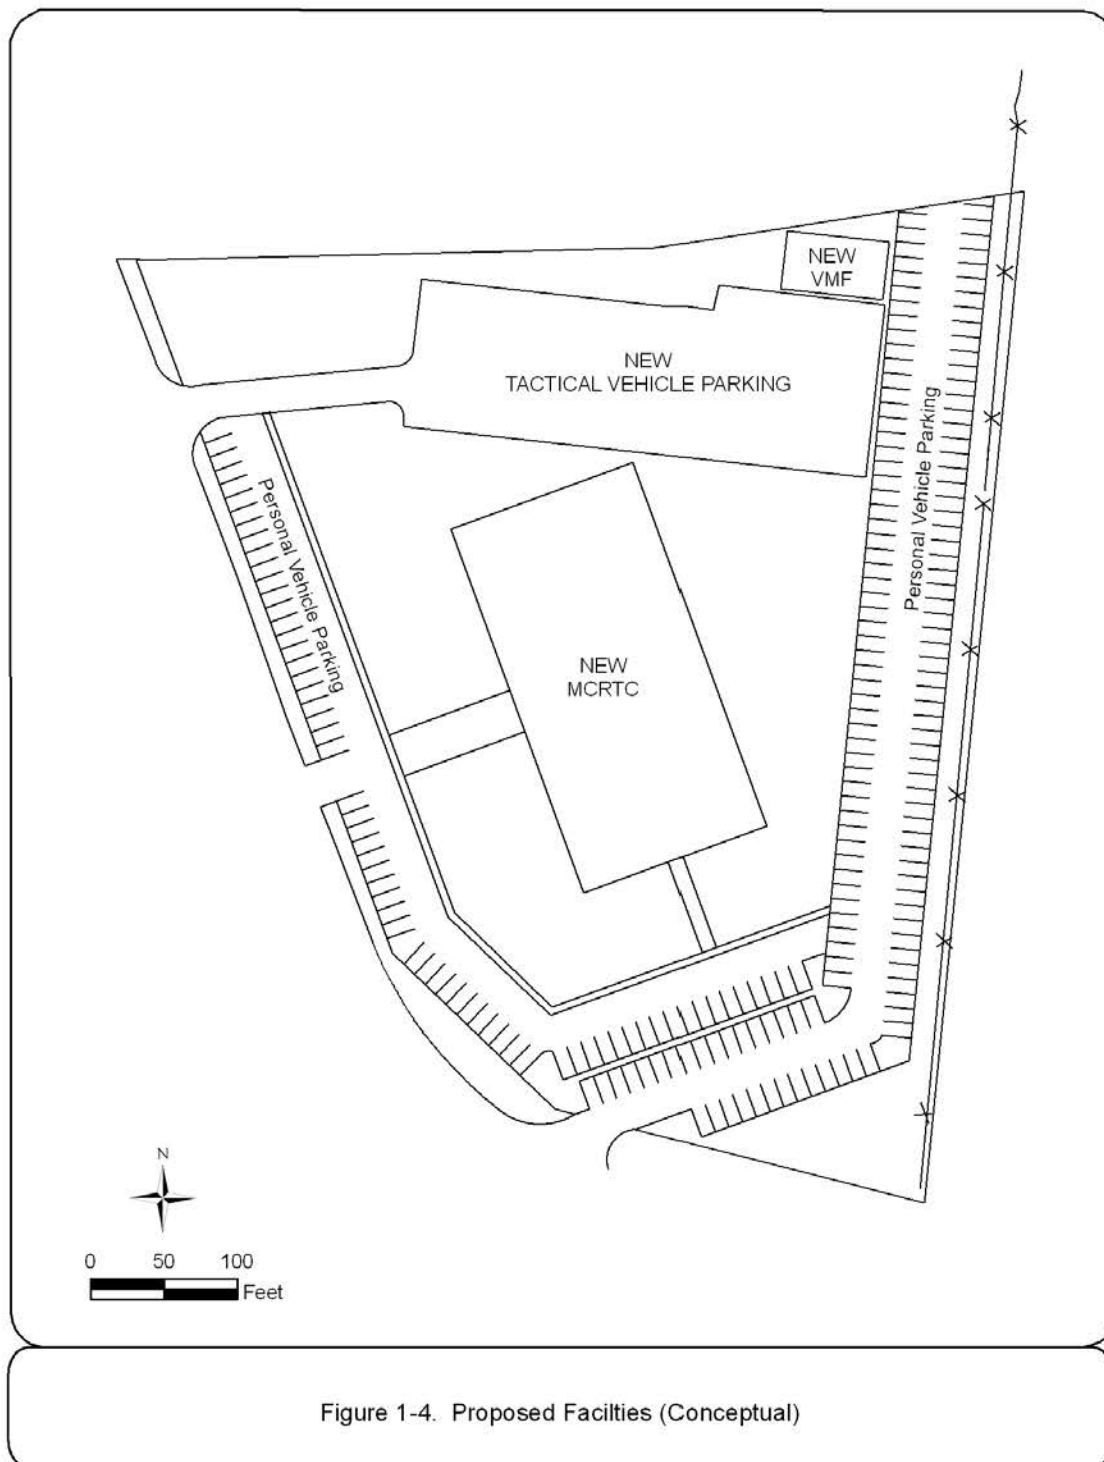 NEW
VMF
NEW
TACTICAL VEHICLE PARKING
Personal Vehicle Parking
Personal Vehicle Parking
NEW
MCRTC
N
0 50 100
Feet
Figure 1-4. Proposed Facilties (Conceptual)